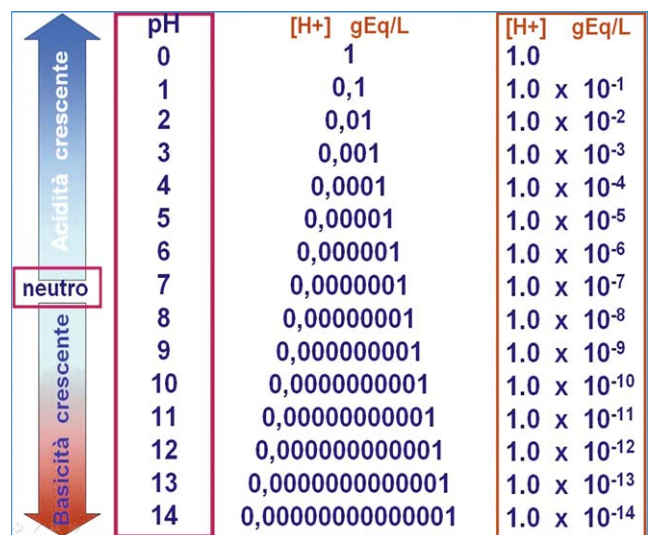 pH [H+] gEq/L [H+] gEq/L
0 1 1.0
1 0,1 1.0 x 10-1
2 0,01 1.0 x 10-2
3 0,001 1.0 x 10-3
4 0,0001 1.0 x 10-4
5 0,00001 1.0 x 10-5
6 0,000001 1.0 x 10-6
7 0,0000001 1.0 x 10-7
8 0,00000001 1.0 x 10-8
9 0,000000001 1.0 x 10-9
10 0,0000000001 1.0 x 10-10
11 0,00000000001 1.0 x 10-11
12 0,000000000001 1.0 x 10-12
13 0,0000000000001 1.0 x 10-13
14 0,00000000000001 1.0 x 10-14
Acidità crescente
neutro
Basicità crescente